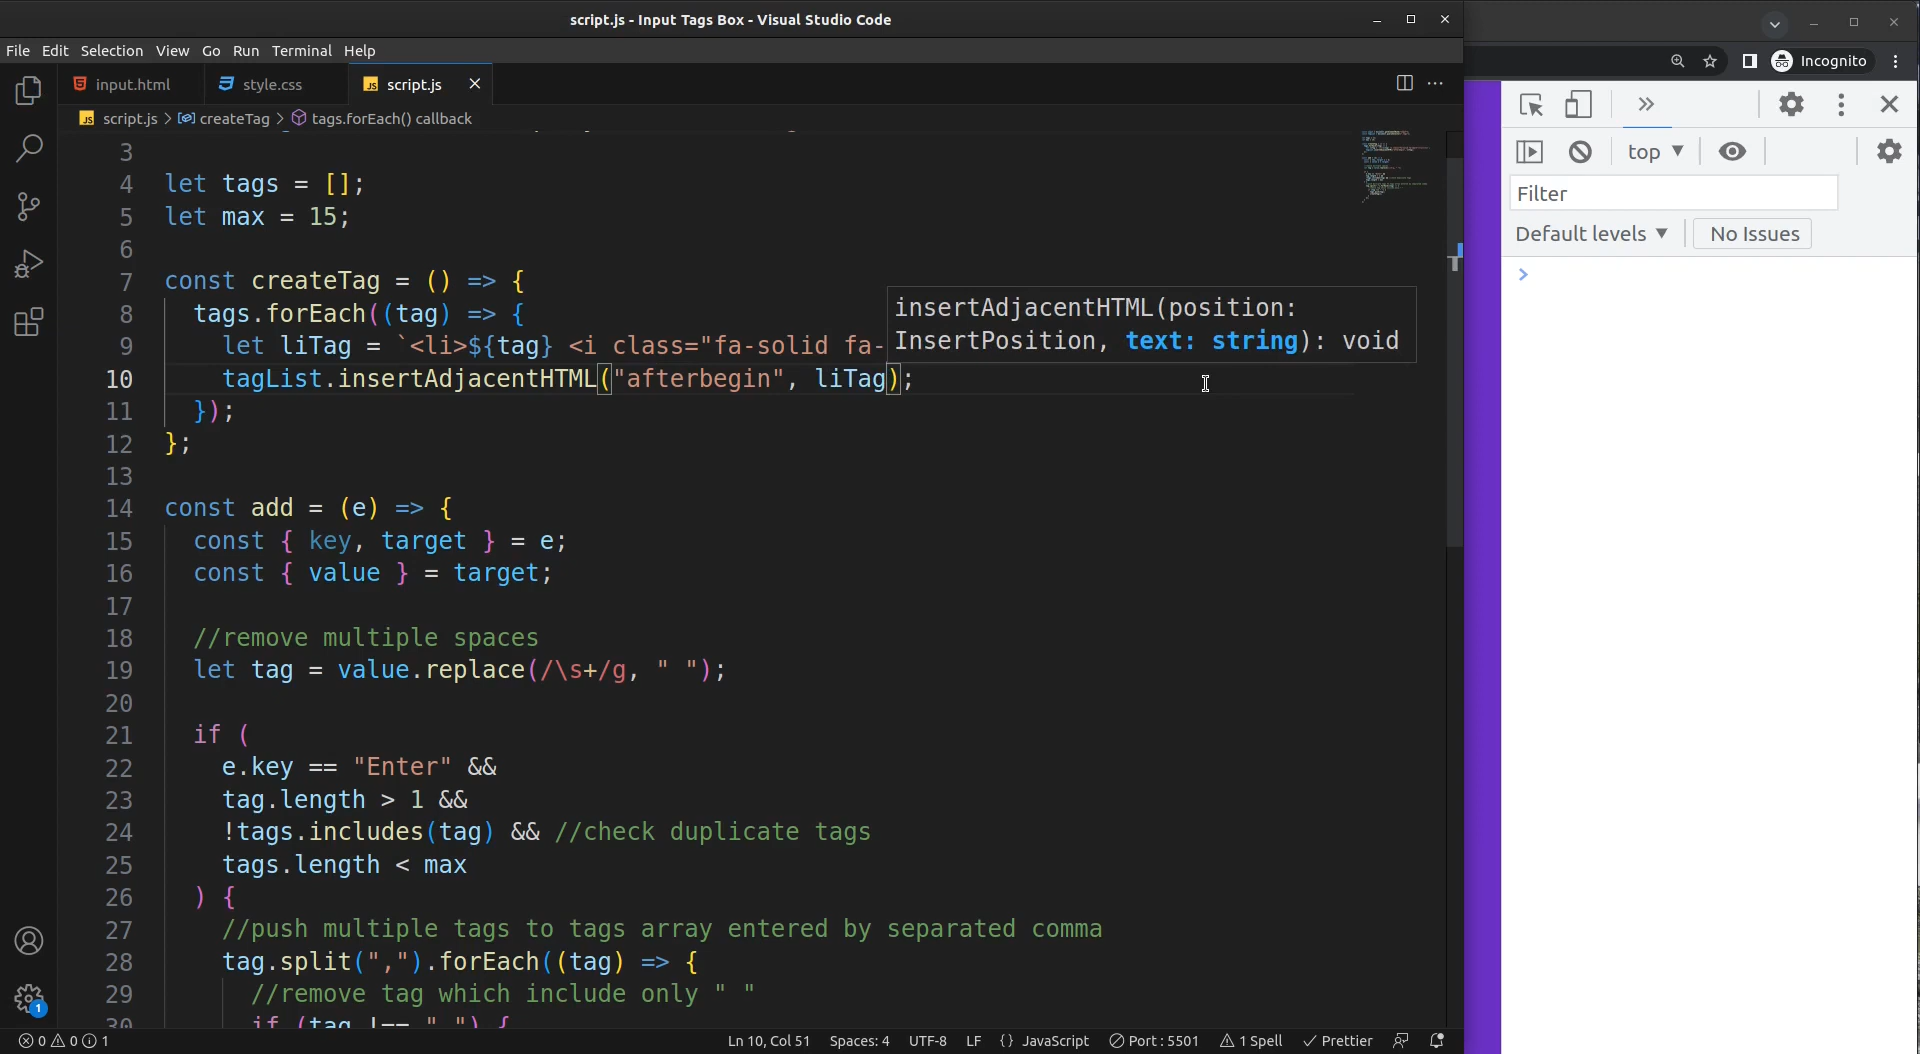 script.js - Input Tags Box - Visual Studio Code
File Edit Selection View Go Run Terminal Help
input.html style.css script.js
script.js > createTag > tags.forEach() callback
Incognito
top
Filter
Default levels No Issues
3
4 let tags = [];
5 let max = 15;
6
7 const createTag = () => {
8 tags.forEach((tag) => {
9 let liTag = `<li>${tag} <i class="fa-solid fa-
insertAdjacentHTML(position:
InsertPosition, text: string): void
10 tagList.insertAdjacentHTML("afterbegin", liTag);
11 });
12 };
13
14 const add = (e) => {
15 const { key, target } = e;
16 const { value } = target;
17
18 //remove multiple spaces
19 let tag = value.replace(/\s+/g, " ");
20
21 if (
22 e.key == "Enter" &&
23 tag.length > 1 &&
24 !tags.includes(tag) && //check duplicate tags
25 tags.length < max
26 ) {
27 //push multiple tags to tags array entered by separated comma
28 tag.split(",").forEach((tag) => {
29 //remove tag which include only " "
30 if (tag !== " ") {
1
0 0 1 Ln 10, Col 51 Spaces: 4 UTF-8 LF {} JavaScript Port : 5501 1 Spell Prettier